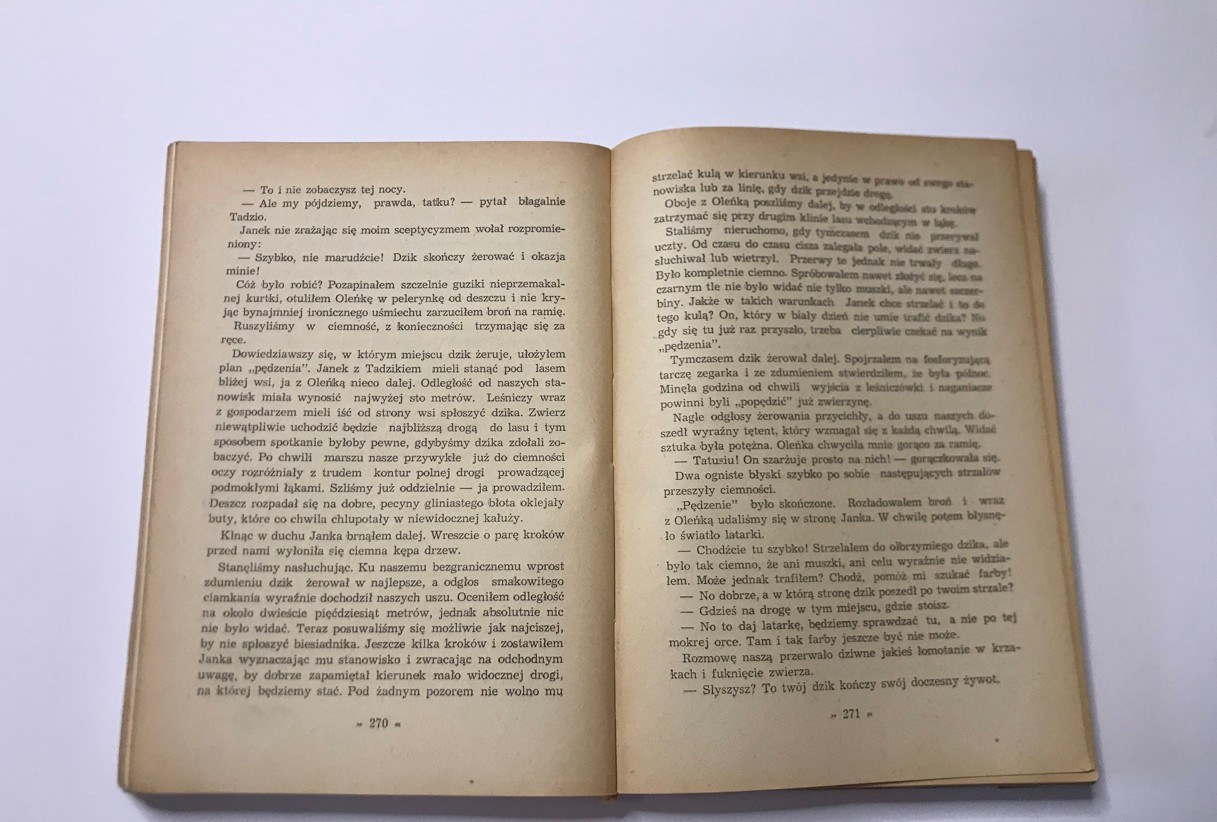 — To i nie zobaczysz tej nocy.
— Ale my pójdziemy, prawda, tatku? — pytał błagalnie
Tadzio.
Janek nie zrażając się moim sceptycyzmem wołał rozpromie-
niony:
— Szybko, nie marudźcie! Dzik skończy żerować i okazja
minie!
Cóż było robić? Pozapinałem szczelnie guziki nieprzemakal-
nej kurtki, otuliłem Oleńkę w pelerynkę od deszczu i nie kry-
jąc bynajmniej ironicznego uśmiechu zarzuciłem broń na ramię.
Ruszyliśmy w ciemność, z konieczności trzymając się za
ręce.
Dowiedziawszy się, w którym miejscu dzik żeruje, ułożyłem
plan „pędzenia". Janek z Tadzikiem mieli stanąć pod lasem
bliżej wsi, ja z Oleńką nieco dalej. Odległość od naszych sta-
nowisk miała wynosić najwyżej sto metrów. Leśniczy wraz
z gospodarzem mieli iść od strony wsi spłoszyć dzika. Zwierz
niewątpliwie uchodzić będzie najbliższą drogą do lasu i tym
sposobem spotkanie byłoby pewne, gdybyśmy dzika zdołali zo-
baczyć. Po chwili marszu nasze przywykłe już do ciemności
oczy rozróżniały z trudem kontur polnej drogi prowadzącej
podmokłymi łąkami. Szliśmy już oddzielnie — ja prowadziłem.
Deszcz rozpadał się na dobre, pecyny gliniastego błota oklejały
buty, które co chwila chlupotały w niewidocznej kałuży.
Klnąc w duchu Janka brnąłem dalej. Wreszcie o parę kroków
przed nami wyłoniła się ciemna kępa drzew.
Stanęliśmy nasłuchując. Ku naszemu bezgranicznemu wprost
zdumieniu dzik żerował w najlepsze, a odgłos smakowitego
ciamkania wyraźnie dochodził naszych uszu. Oceniłem odległość
na około dwieście pięćdziesiąt metrów, jednak absolutnie nic
nie było widać. Teraz posuwaliśmy się możliwie jak najciszej,
by nie spłoszyć biesiadnika. Jeszcze kilka kroków i zostawiłem
Janka wyznaczając mu stanowisko i zwracając na odchodnym
uwagę, by dobrze zapamiętał kierunek mało widocznej drogi,
na której będziemy stać. Pod żadnym pozorem nie wolno mu
» 270 «
strzelać kulą w kierunku wsi, a jedynie w prawo od swego sta-
nowiska lub za linię, gdy dzik przejdzie drogę.
Oboje z Oleńką poszliśmy dalej, by w odległości stu kroków
zatrzymać się przy drugim klinie lasu wchodzącym w łąkę.
Staliśmy nieruchomo, gdy tymczasem dzik nie przerywał
uczty. Od czasu do czasu cisza zalegała pole, widać zwierz na-
słuchiwał lub wietrzył. Przerwy te jednak nie trwały długo.
Było kompletnie ciemno. Spróbowałem nawet złożyć się, lecz na
czarnym tle nie było widać nie tylko muszki, ale nawet szczer-
biny. Jakże w takich warunkach Janek chce strzelać i to do
tego kulą? On, który w biały dzień nie umie trafić dzika? No
gdy się tu już raz przyszło, trzeba cierpliwie czekać na wynik
„pędzenia".
Tymczasem dzik żerował dalej. Spojrzałem na fosforyzującą
tarczę zegarka i ze zdumieniem stwierdziłem, że była północ.
Minęła godzina od chwili wyjścia z leśniczówki i naganiacze
powinni byli „popędzić" już zwierzynę.
Nagle odgłosy żerowania przycichły, a do uszu naszych do-
szedł wyraźny tętent, który wzmagał się z każdą chwilą. Widać
sztuka była potężna. Oleńka chwyciła mnie gorąco za ramię.
— Tatusiu! On szarżuje prosto na nich! — gorączkowała się.
Dwa ogniste błyski szybko po sobie następujących strzałów
przeszyły ciemności.
„Pędzenie" było skończone. Rozładowałem broń i wraz
z Oleńką udaliśmy się w stronę Janka. W chwilę potem błysnę-
ło światło latarki.
— Chodźcie tu szybko! Strzelałem do olbrzymiego dzika, ale
było tak ciemno, że ani muszki, ani celu wyraźnie nie widzia-
łem. Może jednak trafiłem? Chodź, pomóż mi szukać farby!
— No dobrze, a w którą stronę dzik poszedł po twoim strzale?
— Gdzieś na drogę w tym miejscu, gdzie stoisz.
— No to daj latarkę, będziemy sprawdzać tu, a nie po tej
mokrej orce. Tam i tak farby jeszcze być nie może.
Rozmowę naszą przerwało dziwne jakieś łomotanie w krza-
kach i fuknięcie zwierza.
— Słyszysz? To twój dzik kończy swój doczesny żywot.
» 271 «